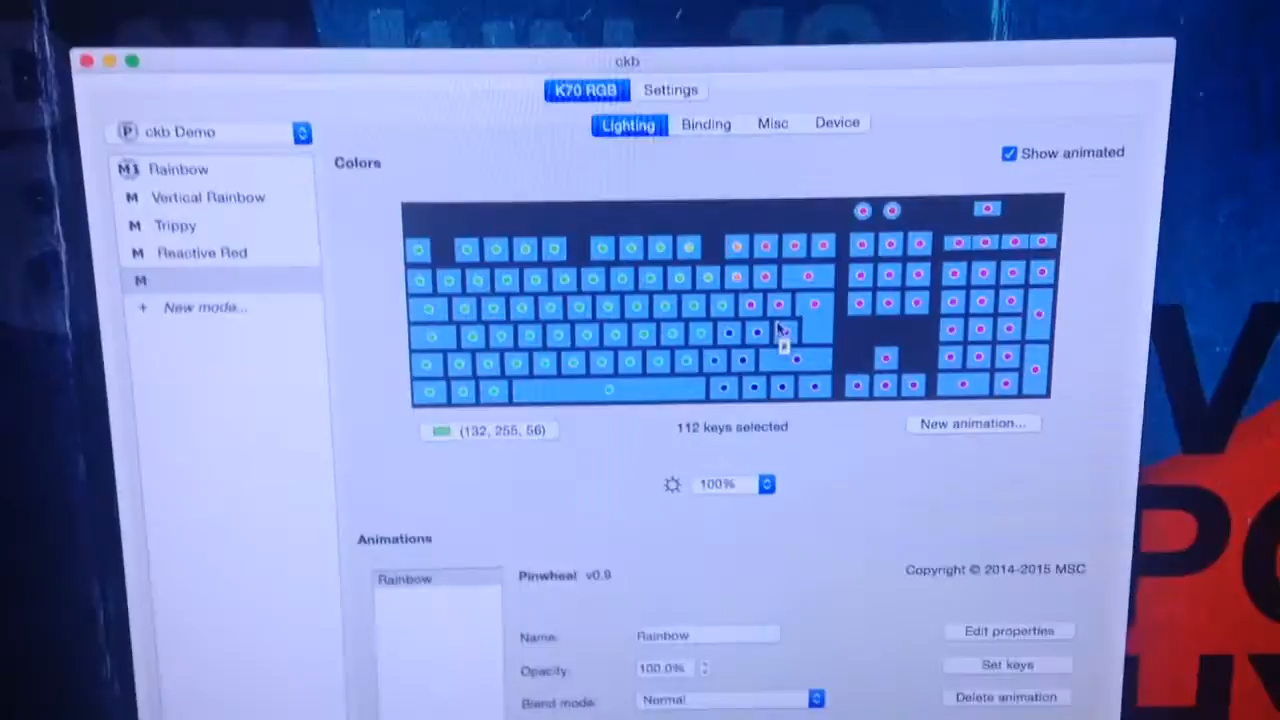 ckb
K70 RGB Settings
P ckb Demo
Lighting Binding Misc Device
Colors
Show animated
M1 Rainbow
M Vertical Rainbow
M Trippy
M Reactive Red
M
+ New mode...
(132, 255, 56)
112 keys selected
New animation...
100%
Animations
Rainbow
Pinwheel v0.9
Copyright © 2014-2015 MSC
Name: Rainbow
Edit properties
Opacity: 100.0%
Set keys
Blend mode: Normal
Delete animation